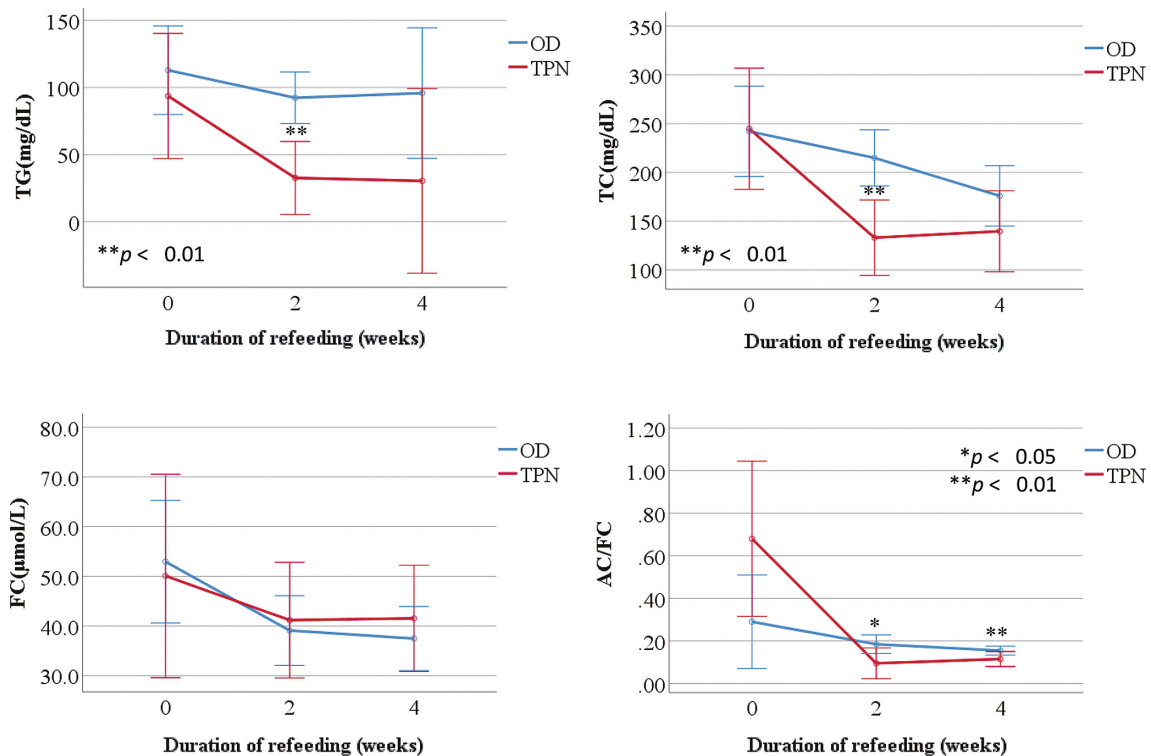 TG(mg/dL)
150
100
50
0
**
**p < 0.01
OD
TPN
0 2 4
Duration of refeeding (weeks)
TC(mg/dL)
350
300
250
200
150
100
**
**p < 0.01
OD
TPN
0 2 4
Duration of refeeding (weeks)
FC(μmol/L)
80.0
70.0
60.0
50.0
40.0
30.0
OD
TPN
0 2 4
Duration of refeeding (weeks)
AC/FC
1.20
1.00
.80
.60
.40
.20
.00
*p < 0.05
**p < 0.01
* **
OD
TPN
0 2 4
Duration of refeeding (weeks)